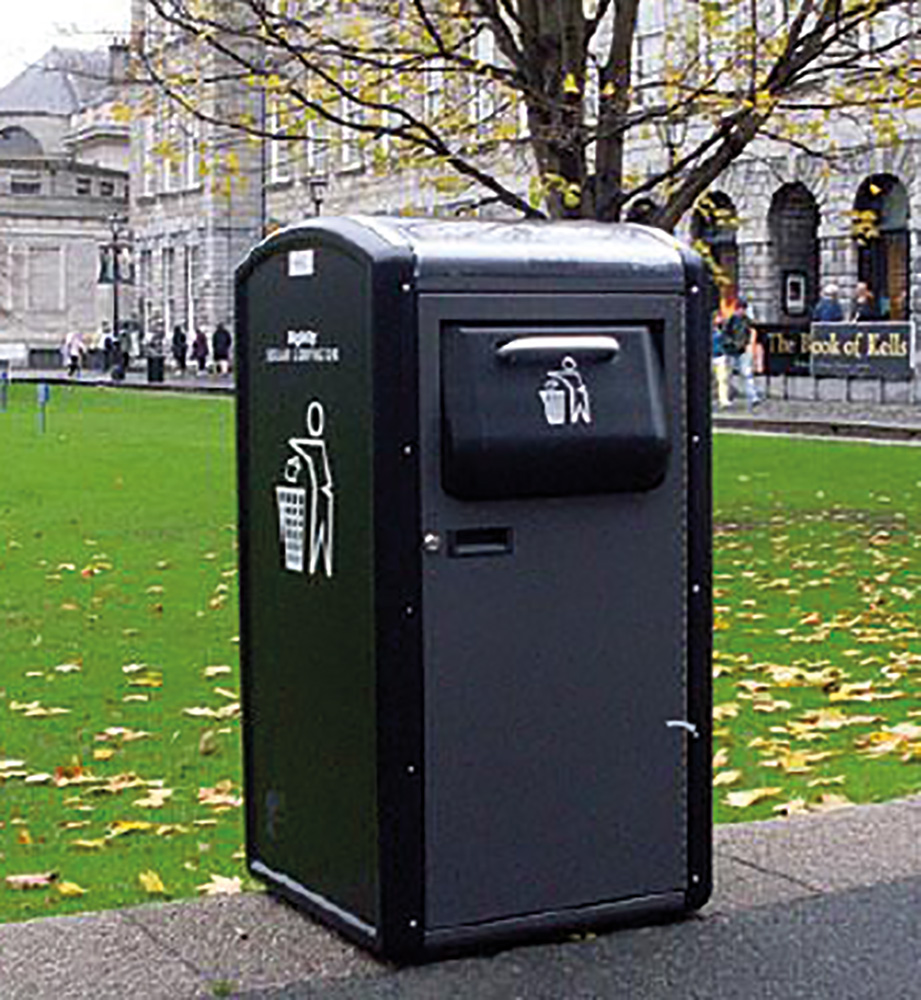 BigBelly
SOLAR COMPACTOR
The Book of Kells